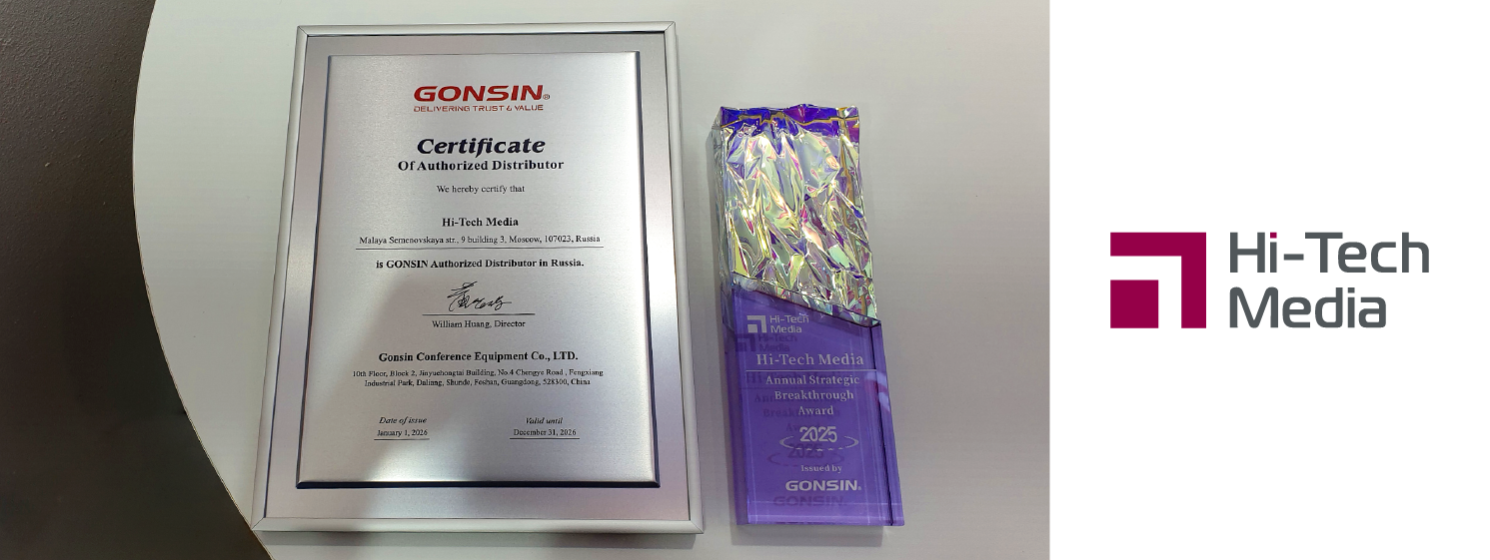 GONSIN®
DELIVERING TRUST & VALUE
Certificate
Of Authorized Distributor
We hereby certify that
Hi-Tech Media
Malaya Semenovskaya str., 9 building 3, Moscow, 107023, Russia
is GONSIN Authorized Distributor in Russia.
William Huang, Director
Gonsin Conference Equipment Co., LTD.
10th Floor, Block 2, Jinyuehongtai Building, No.4 Chengye Road , Fengxiang
Industrial Park, Daliang, Shunde, Foshan, Guangdong, 528300, China
Date of issue
January 1, 2026
Valid until
December 31, 2026
Hi-Tech
Media
Hi-Tech Media
Annual Strategic
Breakthrough
Award
2025
Issued by
GONSIN®
Hi-Tech
Media